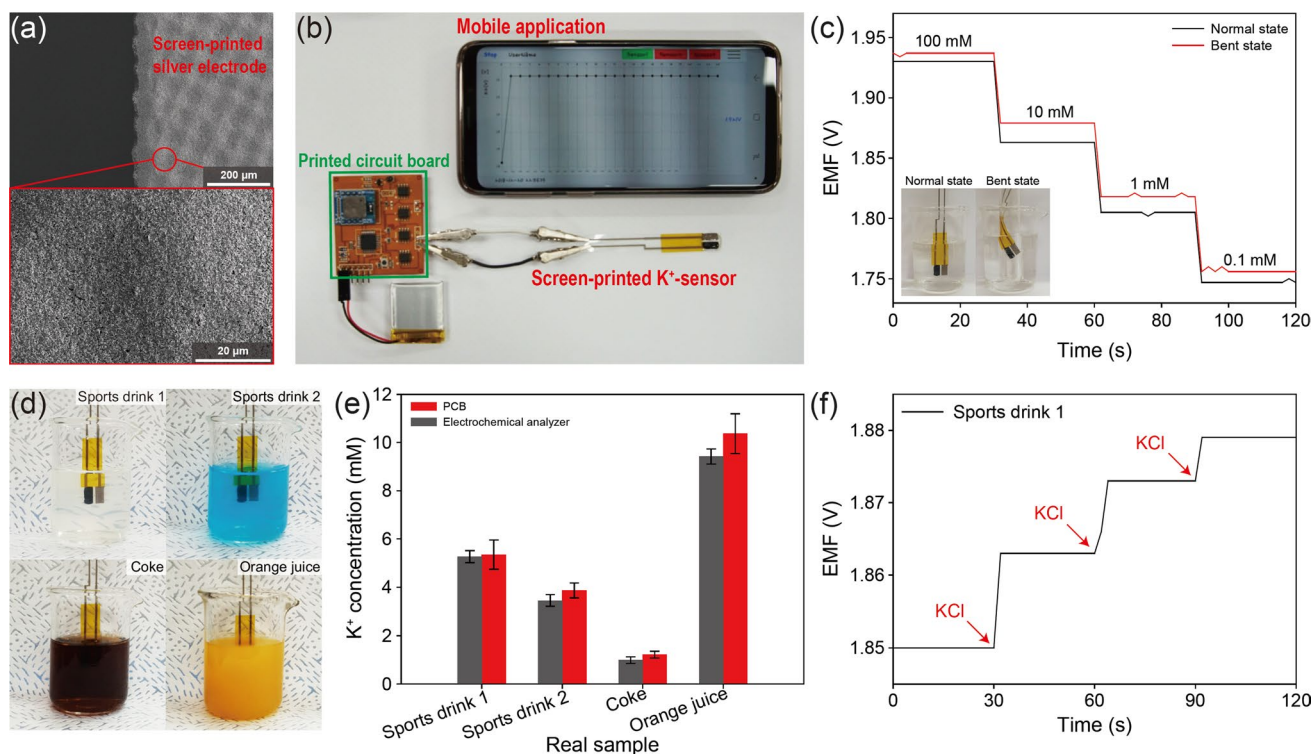 (a)
Screen-printed
silver electrode
200 μm
20 μm
(b)
Mobile application
Printed circuit board
Screen-printed K⁺-sensor
(c)
1.95
1.90
1.85
1.80
1.75
EMF (V)
Normal state
Bent state
100 mM
10 mM
1 mM
0.1 mM
Normal state
Bent state
0 20 40 60 80 100 120
Time (s)
(d)
Sports drink 1
Sports drink 2
Coke
Orange juice
(e)
12
10
8
6
4
2
0
K⁺ concentration (mM)
PCB
Electrochemical analyzer
Sports drink 1
Sports drink 2
Coke
Orange juice
Real sample
(f)
Sports drink 1
1.88
1.87
1.86
1.85
EMF (V)
KCl
KCl
KCl
0 30 60 90 120
Time (s)